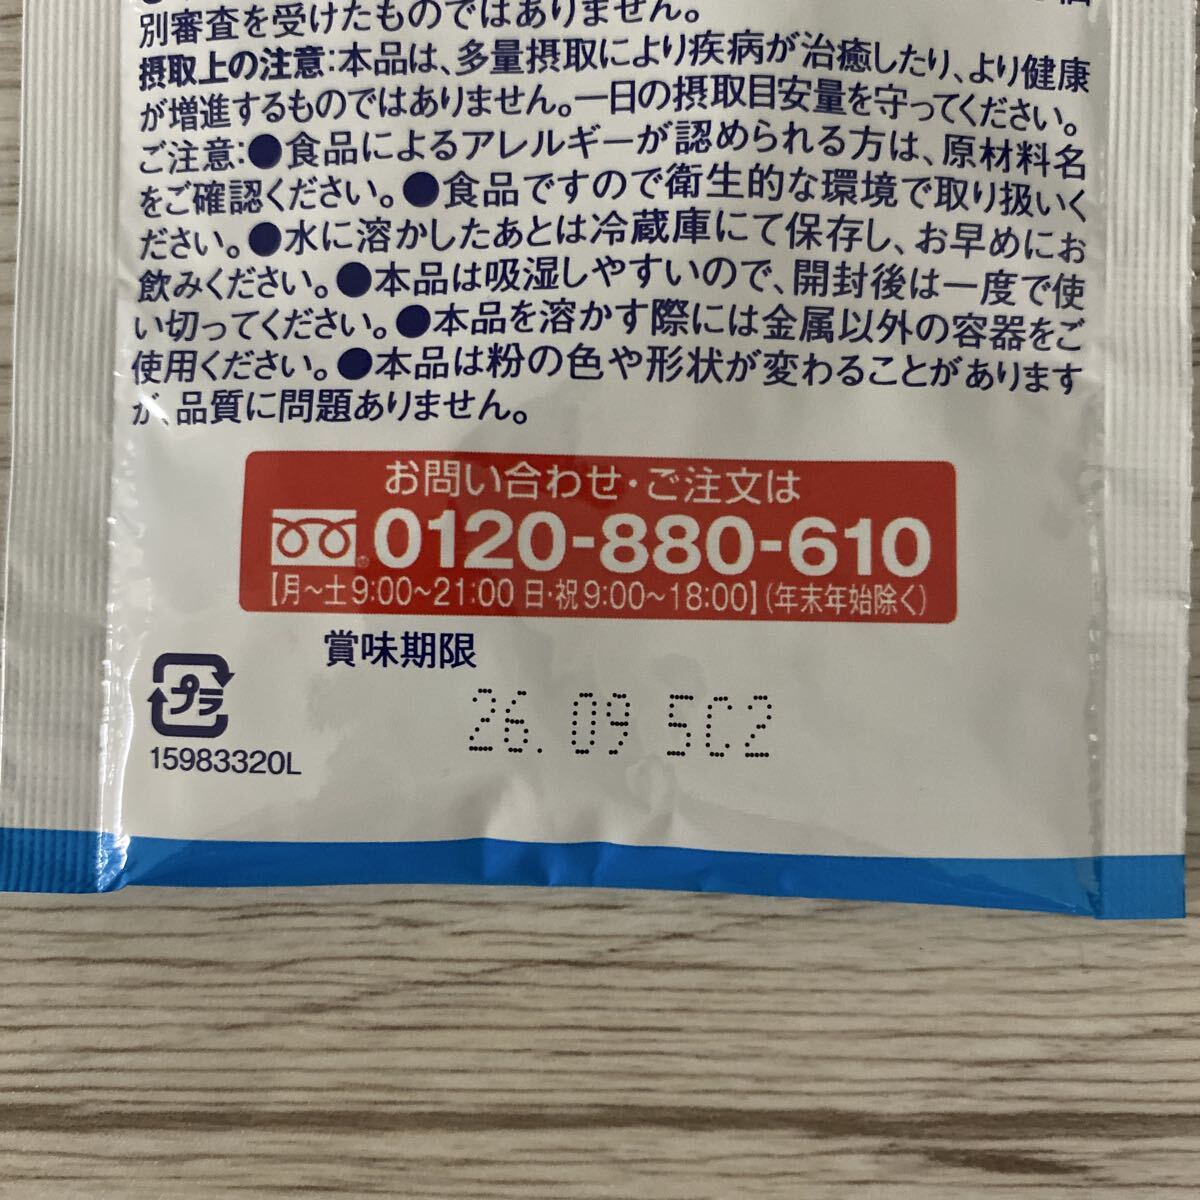 別審査を受けたものではありません。
摂取上の注意:本品は、多量摂取により疾病が治癒したり、より健康
が増進するものではありません。一日の摂取目安量を守ってください。
ご注意:●食品によるアレルギーが認められる方は、原材料名
をご確認ください。●食品ですので衛生的な環境で取り扱いく
ださい。●水に溶かしたあとは冷蔵庫にて保存し、お早めにお
飲みください。●本品は吸湿しやすいので、開封後は一度で使
い切ってください。●本品を溶かす際には金属以外の容器をご
使用ください。●本品は粉の色や形状が変わることがあります
が、品質に問題ありません。
お問い合わせ・ご注文は
0120-880-610
【月～土9:00～21:00 日・祝9:00～18:00】(年末年始除く)
賞味期限
26.09 5C2
プラ
15983320L